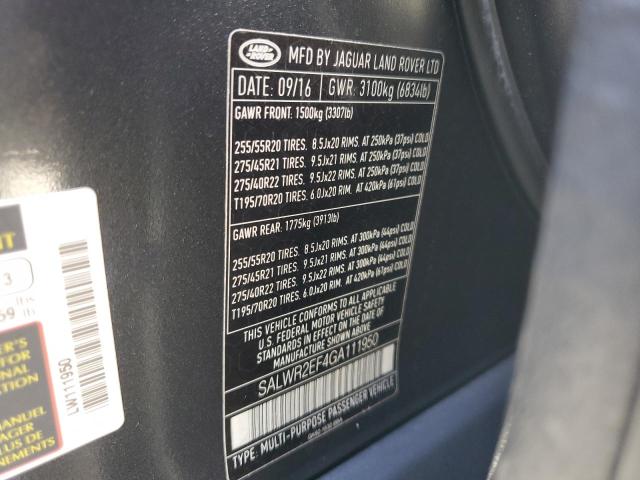 LAND ROVER
MFD BY JAGUAR LAND ROVER LTD
DATE: 09/16 GWR: 3100kg (6834lb)
GAWR FRONT: 1500kg (3307lb)
255/55R20 TIRES. 8.5Jx20 RIMS. AT 250kPa (37psi) COLD
275/45R21 TIRES. 9.5Jx21 RIMS. AT 250kPa (37psi) COLD
275/40R22 TIRES. 9.5Jx22 RIMS. AT 250kPa (37psi) COLD
T195/70R20 TIRES. 6.0Jx20 RIM. AT 420kPa (61psi) COLD
GAWR REAR: 1775kg (3913lb)
255/55R20 TIRES. 8.5Jx20 RIMS. AT 300kPa (44psi) COLD
275/45R21 TIRES. 9.5Jx21 RIMS. AT 300kPa (44psi) COLD
275/40R22 TIRES. 9.5Jx22 RIMS. AT 300kPa (44psi) COLD
T195/70R20 TIRES. 6.0Jx20 RIM. AT 420kPa (61psi) COLD
THIS VEHICLE CONFORMS TO ALL APPLICABLE
U.S. FEDERAL MOTOR VEHICLE SAFETY
STANDARDS IN EFFECT ON THE DATE OF
MANUFACTURE SHOWN ABOVE
SALWR2EF4GA111950
TYPE: MULTI-PURPOSE PASSENGER VEHICLE
3
lbs
LW111950
MANUEL
PLUS DE